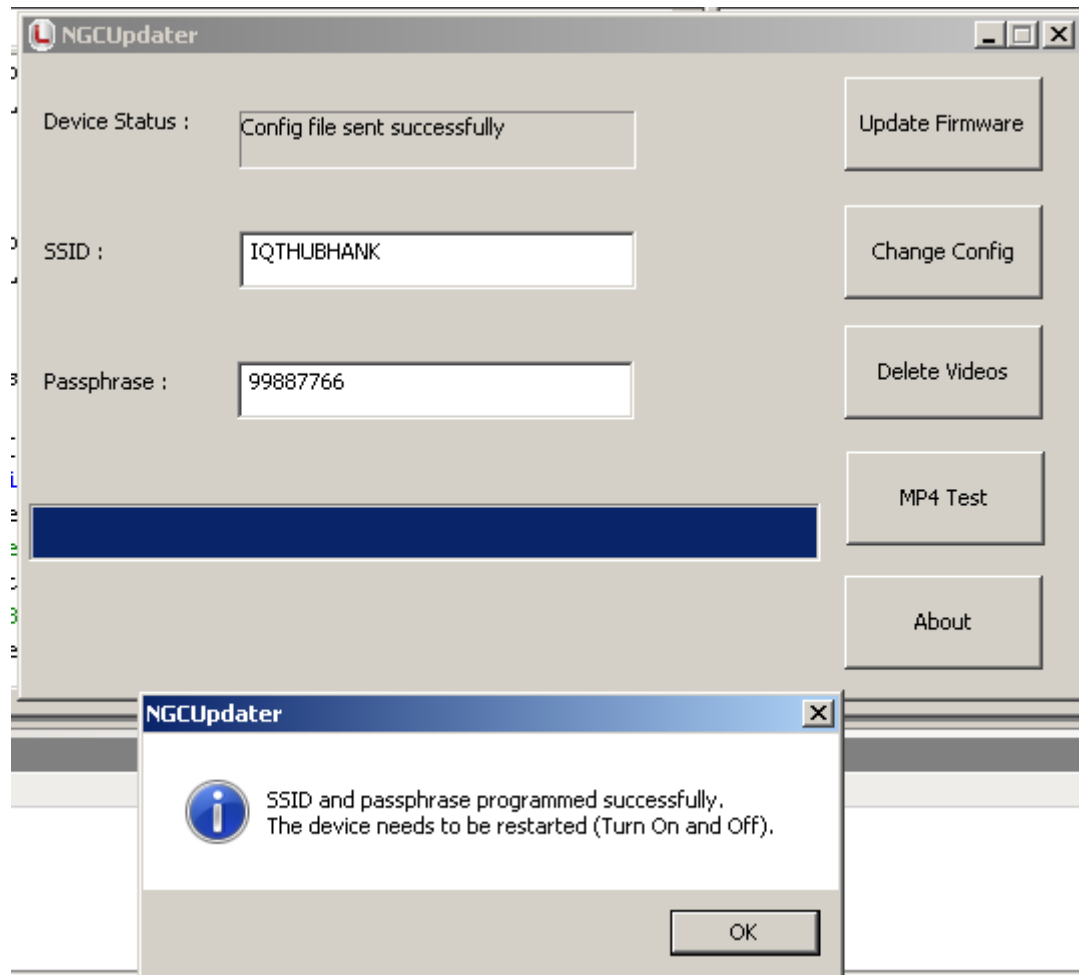 NGCUpdater
Device Status :
Config file sent successfully
Update Firmware
SSID :
IQTHUBHANK
Change Config
Passphrase :
99887766
Delete Videos
MP4 Test
About
NGCUpdater
SSID and passphrase programmed successfully.
The device needs to be restarted (Turn On and Off).
OK